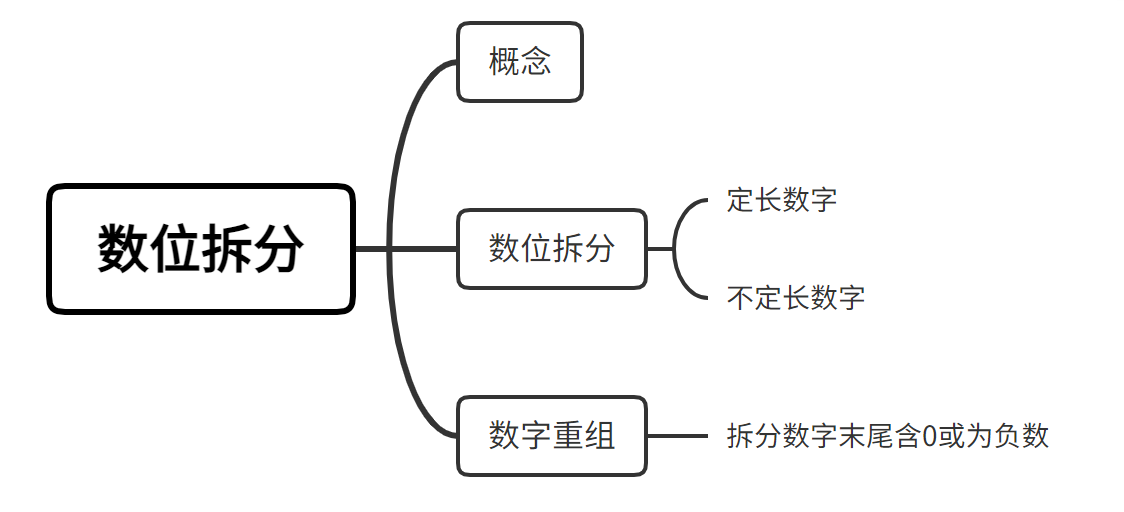 数位拆分
概念
数位拆分
定长数字
不定长数字
数字重组
拆分数字末尾含0或为负数